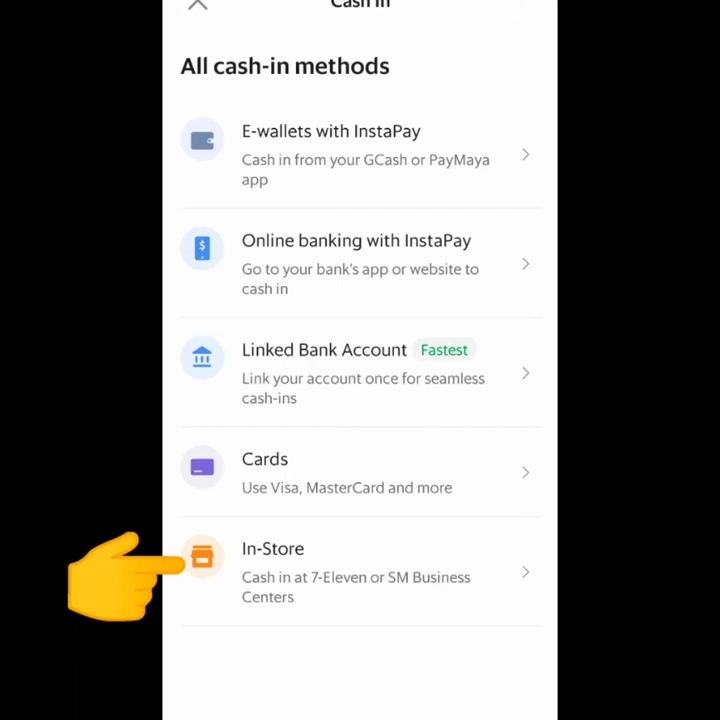 Cash In
All cash-in methods
E-wallets with InstaPay
Cash in from your GCash or PayMaya
app
Online banking with InstaPay
Go to your bank's app or website to
cash in
Linked Bank Account Fastest
Link your account once for seamless
cash-ins
Cards
Use Visa, MasterCard and more
In-Store
Cash in at 7-Eleven or SM Business
Centers